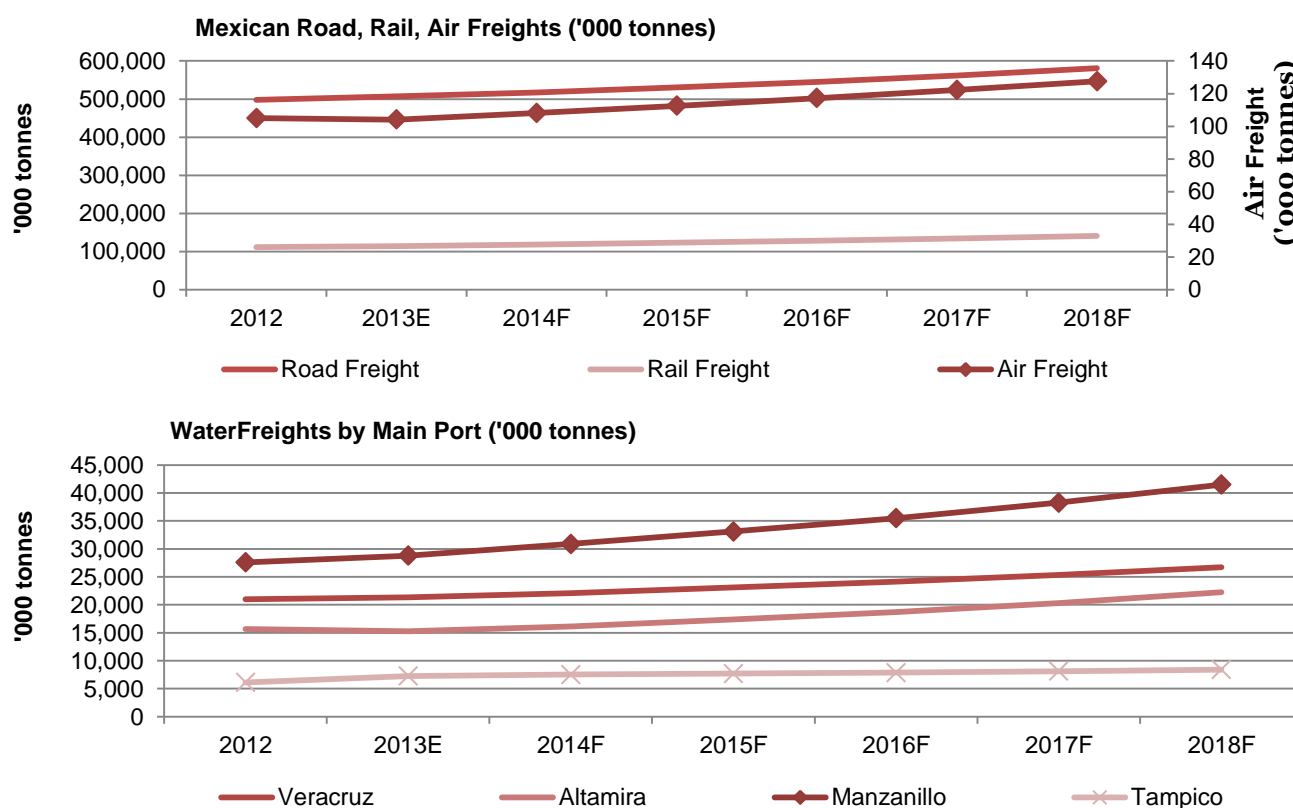 Mexican Road, Rail, Air Freights ('000 tonnes)
'000 tonnes
600,000
500,000
400,000
300,000
200,000
100,000
0
140
120
100
80
60
40
20
0
Air Freight
('000 tonnes)
2012 2013E 2014F 2015F 2016F 2017F 2018F
Road Freight Rail Freight Air Freight
WaterFreights by Main Port ('000 tonnes)
'000 tonnes
45,000
40,000
35,000
30,000
25,000
20,000
15,000
10,000
5,000
0
2012 2013E 2014F 2015F 2016F 2017F 2018F
Veracruz Altamira Manzanillo Tampico